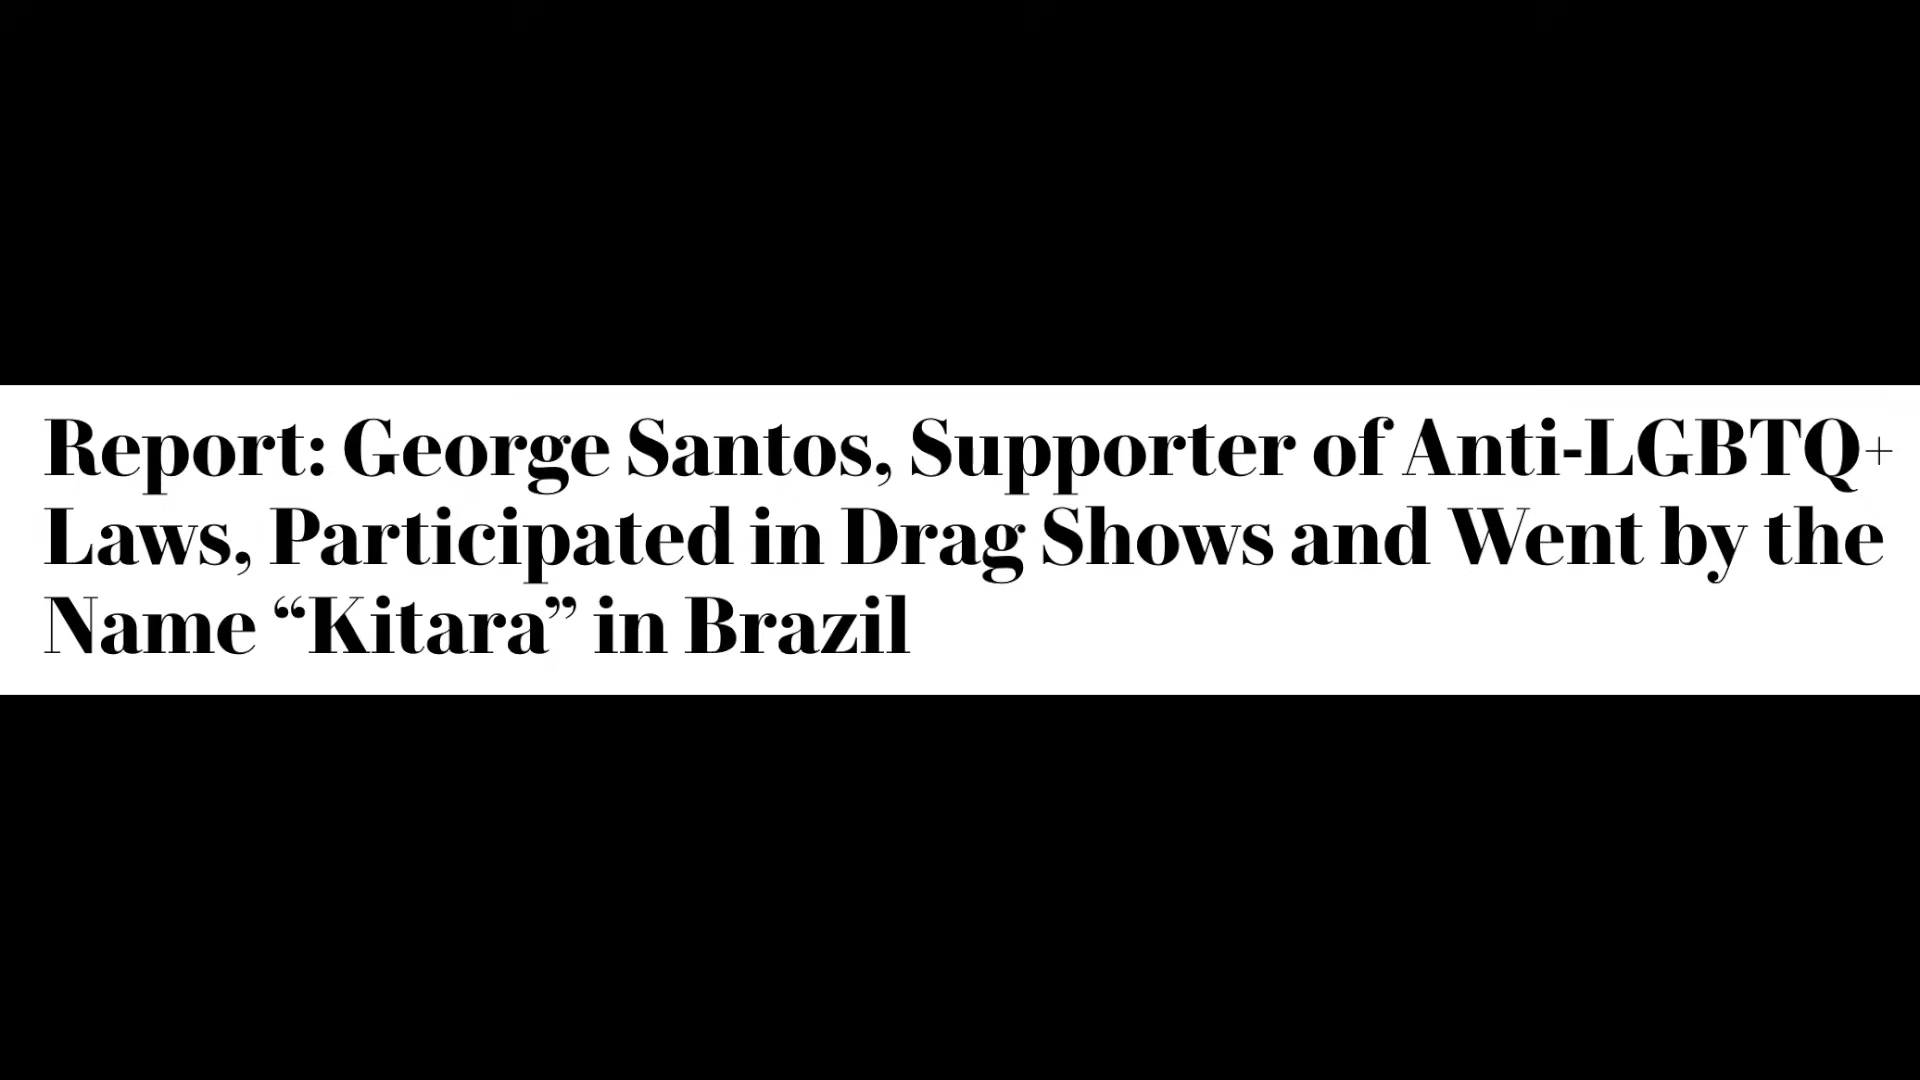 Report: George Santos, Supporter of Anti-LGBTQ+
Laws, Participated in Drag Shows and Went by the
Name “Kitara” in Brazil